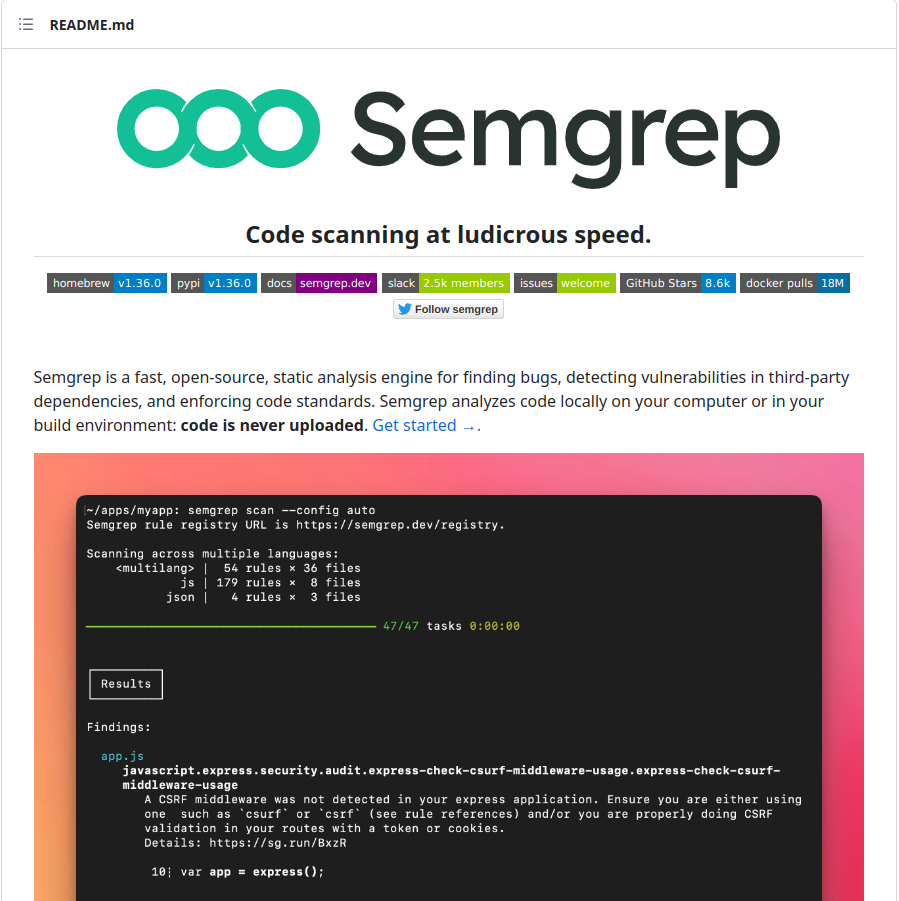 README.md
Semgrep
Code scanning at ludicrous speed.
homebrew v1.36.0 pypi v1.36.0 docs semgrep.dev slack 2.5k members issues welcome GitHub Stars 8.6k docker pulls 18M
Follow semgrep
Semgrep is a fast, open-source, static analysis engine for finding bugs, detecting vulnerabilities in third-party
dependencies, and enforcing code standards. Semgrep analyzes code locally on your computer or in your
build environment: code is never uploaded. Get started →.
~/apps/myapp: semgrep scan --config auto
Semgrep rule registry URL is https://semgrep.dev/registry.
Scanning across multiple languages:
<multilang> | 54 rules × 36 files
js | 179 rules × 8 files
json | 4 rules × 3 files
47/47 tasks 0:00:00
Results
Findings:
app.js
javascript.express.security.audit.express-check-csurf-middleware-usage.express-check-csurf-
middleware-usage
A CSRF middleware was not detected in your express application. Ensure you are either using
one  such as `csurf` or `csrf` (see rule references) and/or you are properly doing CSRF
validation in your routes with a token or cookies.
Details: https://sg.run/BxzR
10¦ var app = express();